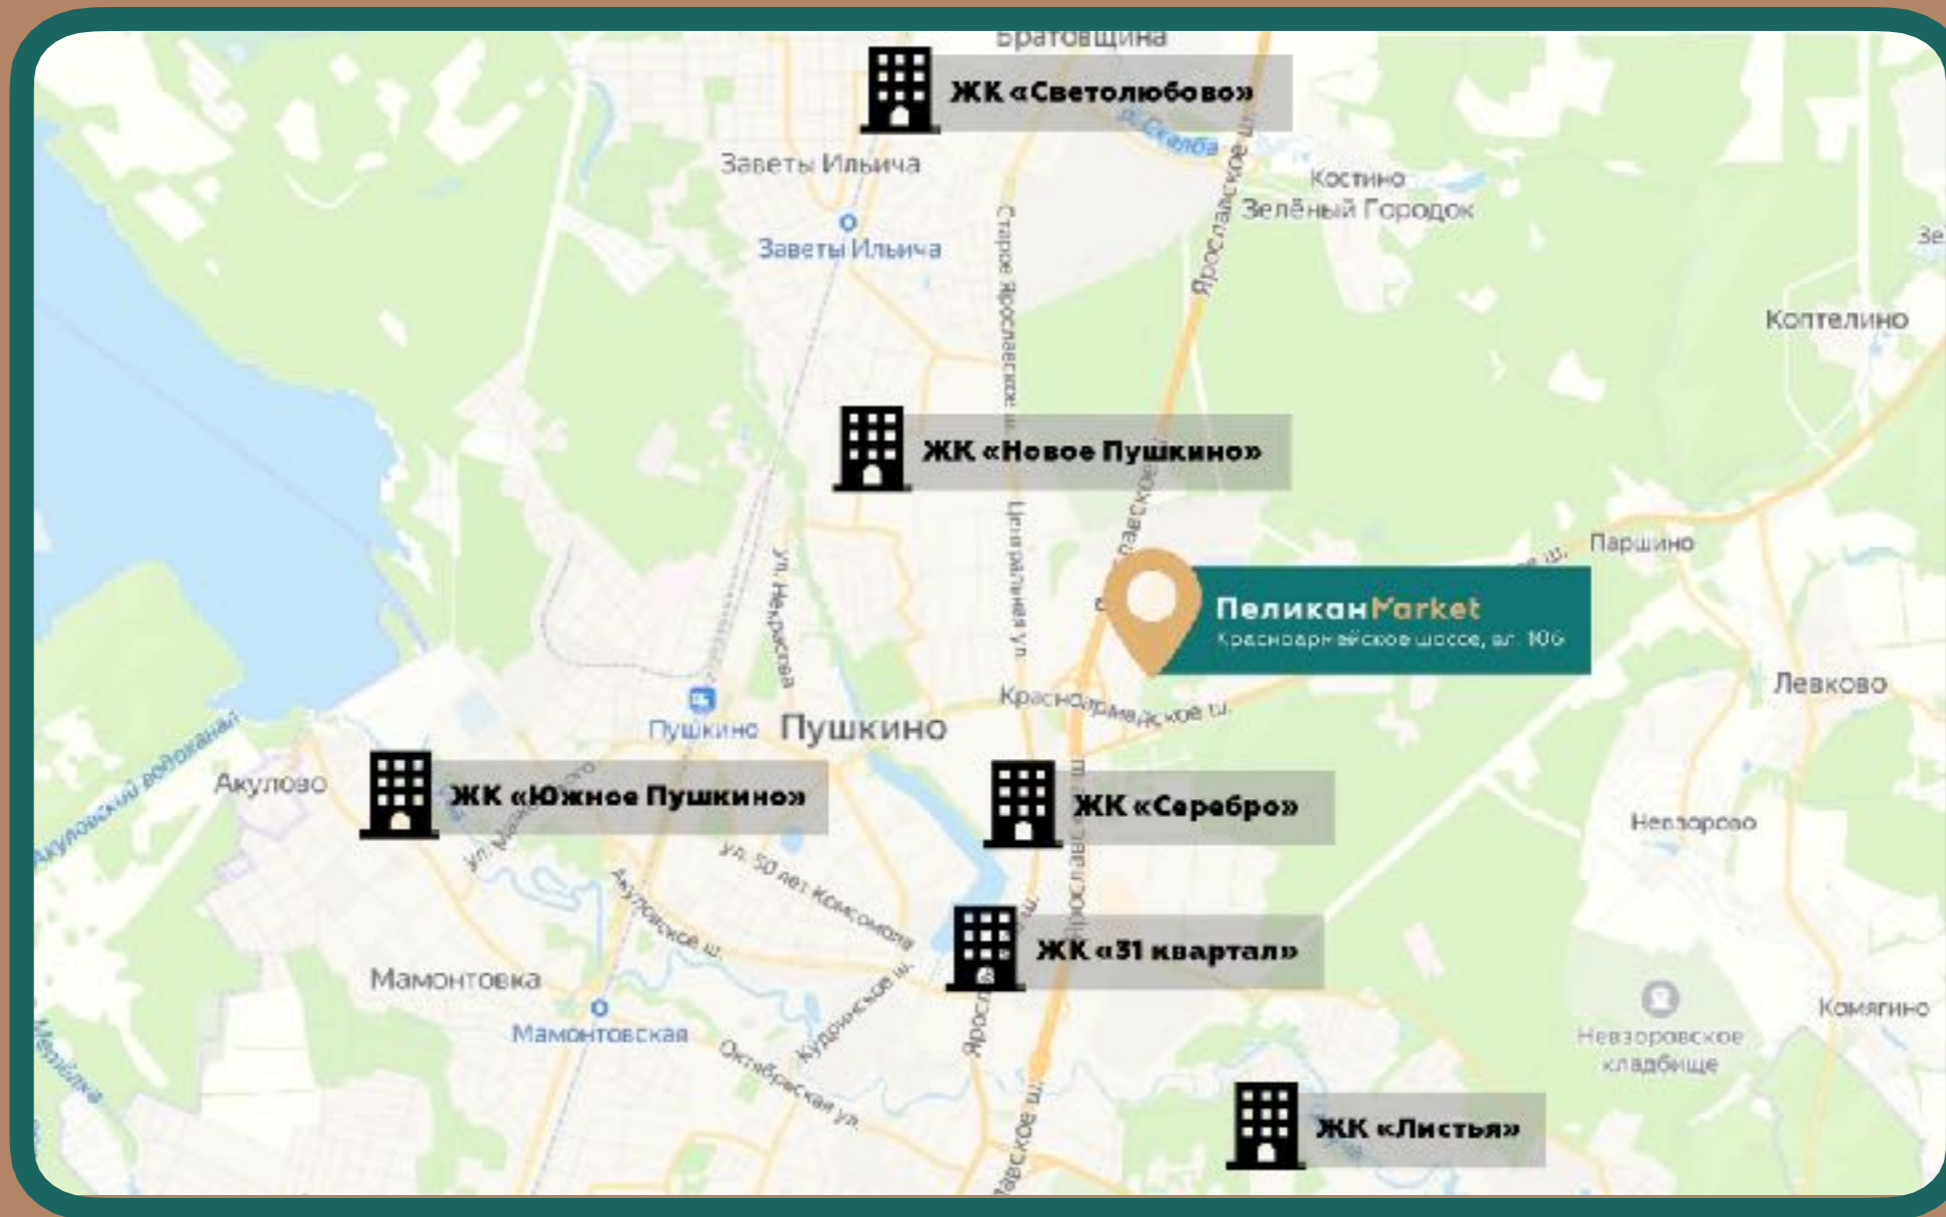 Братовщина
ЖК «Светолюбово»
р. Скалба
Заветы Ильича
Костино
Зелёный Городок
Заветы Ильича
Ярославское ш.
Старое Ярославское ш.
Коптелино
ЖК «Новое Пушкино»
Центральная ул.
Паршино
ул. Некрасова
ПеликанMarket
Красноармейское шоссе, вл. 106
Левково
Красноармейское ш.
Пушкино
Пушкино
Акуловский водоканал
Акулово
ЖК «Южное Пушкино»
ЖК «Серебро»
Невзорово
ул. 50 лет Комсомола
Акуловское ш.
ЖК «31 квартал»
Мамонтовка
Кудринское ш.
Мамонтовская
Октябрьская ул.
Комягино
Невзоровское
кладбище
ЖК «Листья»